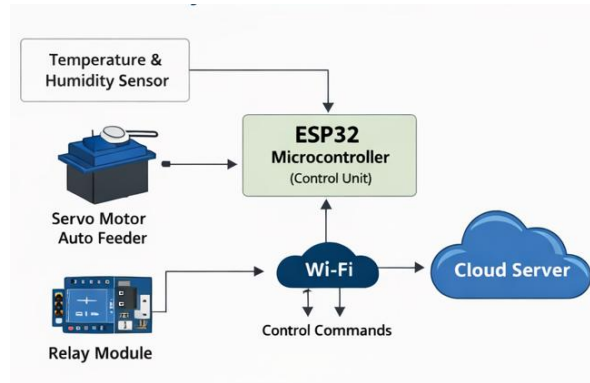 Temperature &
Humidity Sensor
ESP32
Microcontroller
(Control Unit)
Servo Motor
Auto Feeder
Wi-Fi
Cloud Server
Control Commands
Relay Module